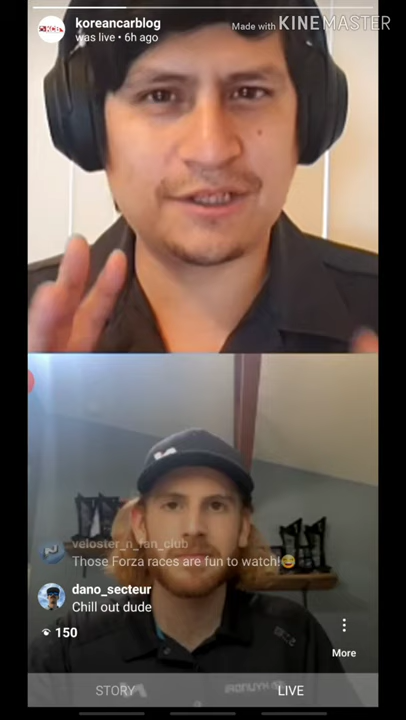 koreancarblog
was live • 6h ago
Made with KINEMASTER
veloster_n_fan_club
Those Forza races are fun to watch!😂
dano_secteur
Chill out dude
150
More
STORY
LIVE